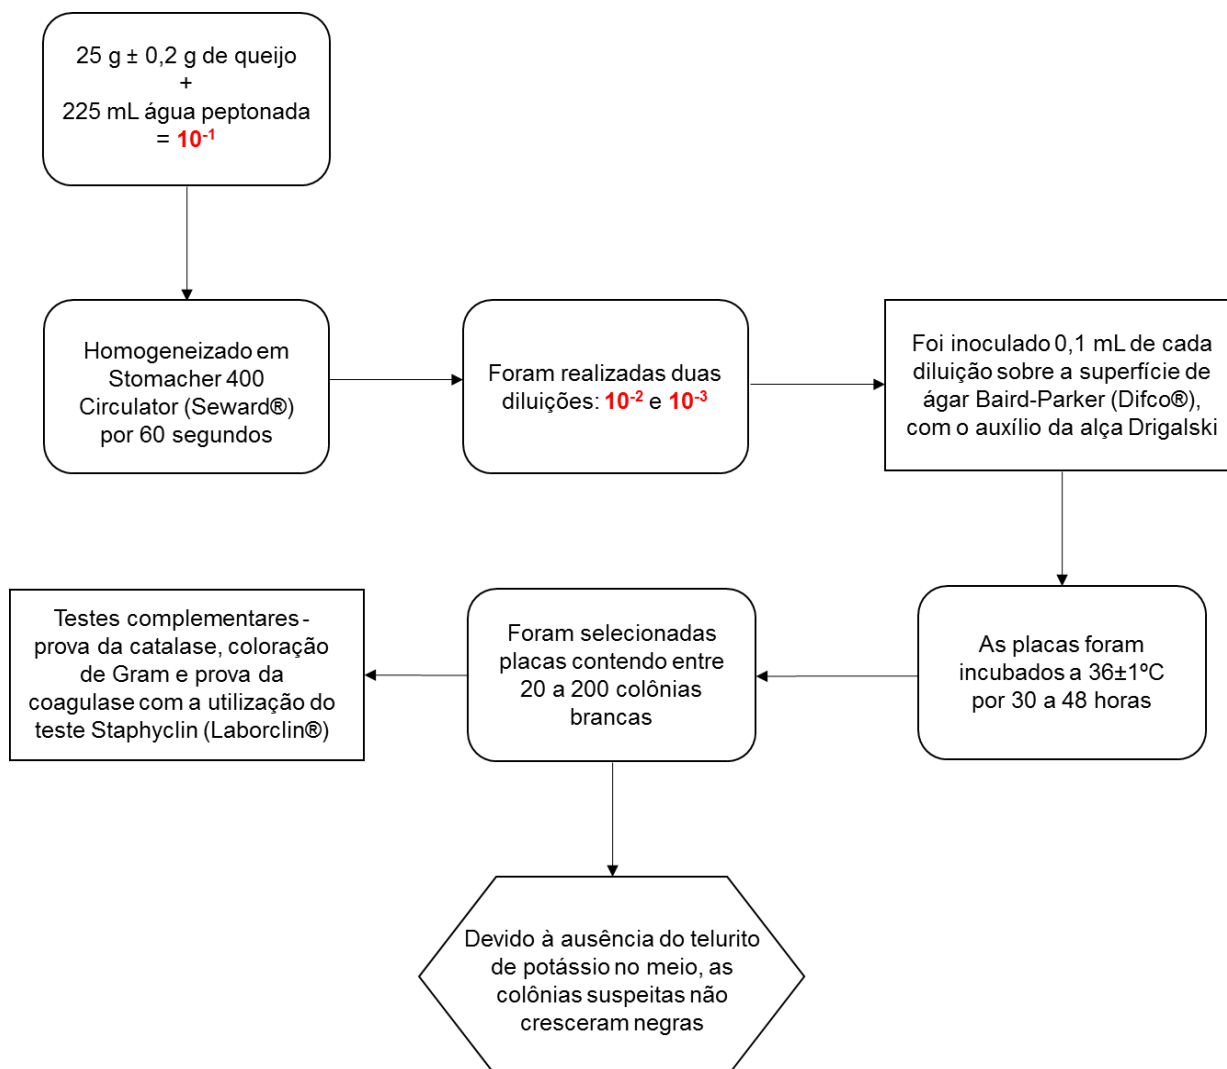 25 g ± 0,2 g de queijo
+
225 mL água peptonada
= 10⁻¹
Homogeneizado em
Stomacher 400
Circulator (Seward®)
por 60 segundos
Foram realizadas duas
diluições: 10⁻² e 10⁻³
Foi inoculado 0,1 mL de cada
diluição sobre a superfície de
ágar Baird-Parker (Difco®),
com o auxílio da alça Drigalski
As placas foram
incubados a 36±1ºC
por 30 a 48 horas
Foram selecionadas
placas contendo entre
20 a 200 colônias
brancas
Testes complementares -
prova da catalase, coloração
de Gram e prova da
coagulase com a utilização do
teste Staphyclin (Laborclin®)
Devido à ausência do telurito
de potássio no meio, as
colônias suspeitas não
cresceram negras